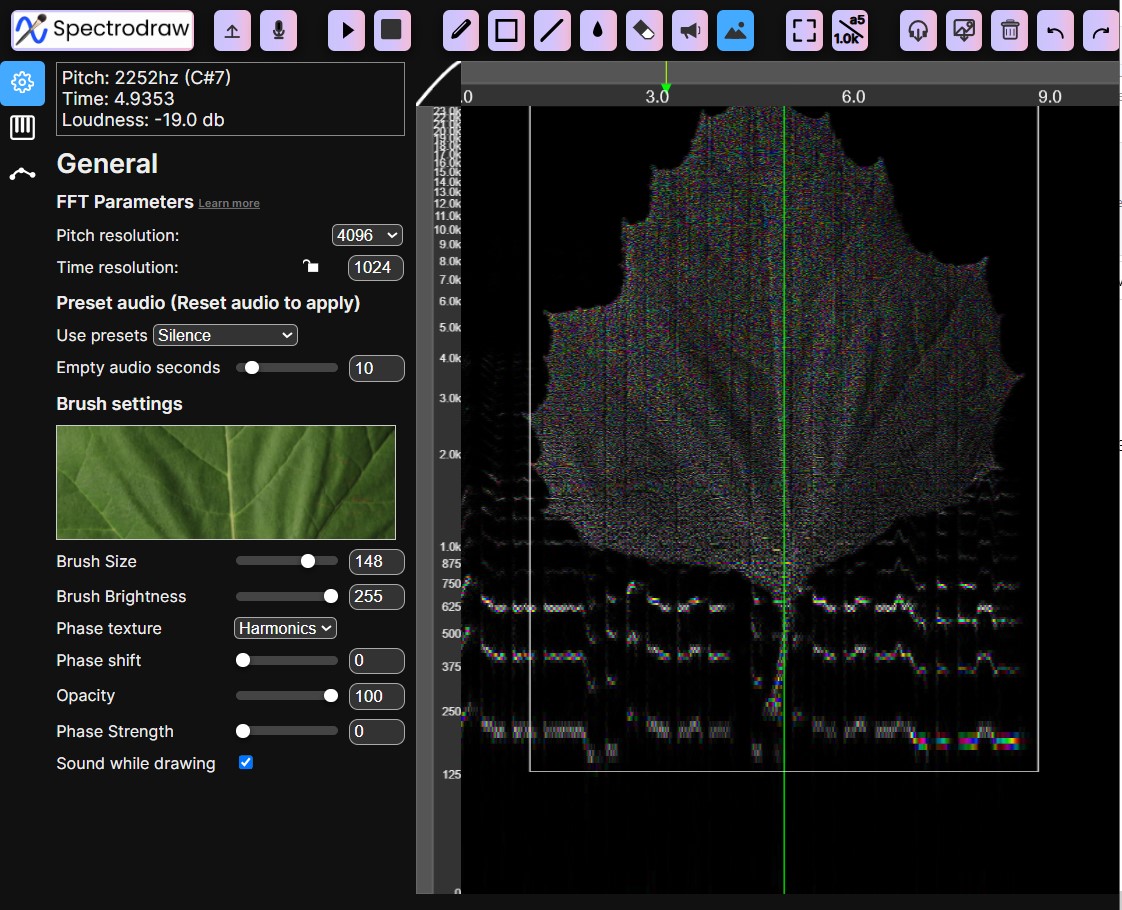 Spectrodraw
a5
1.0k
Pitch: 2252hz (C#7)
Time: 4.9353
Loudness: -19.0 db
General
FFT Parameters Learn more
Pitch resolution: 4096
Time resolution: 1024
Preset audio (Reset audio to apply)
Use presets Silence
Empty audio seconds 10
Brush settings
Brush Size 148
Brush Brightness 255
Phase texture Harmonics
Phase shift 0
Opacity 100
Phase Strength 0
Sound while drawing
.0 3.0 6.0 9.0
23.0k
22.0k
21.0k
20.0k
19.0k
18.0k
17.0k
16.0k
15.0k
14.0k
13.0k
12.0k
11.0k
10.0k
9.0k
8.0k
7.0k
6.0k
5.0k
4.0k
3.0k
2.0k
1.0k
875
750
625
500
375
250
125
0